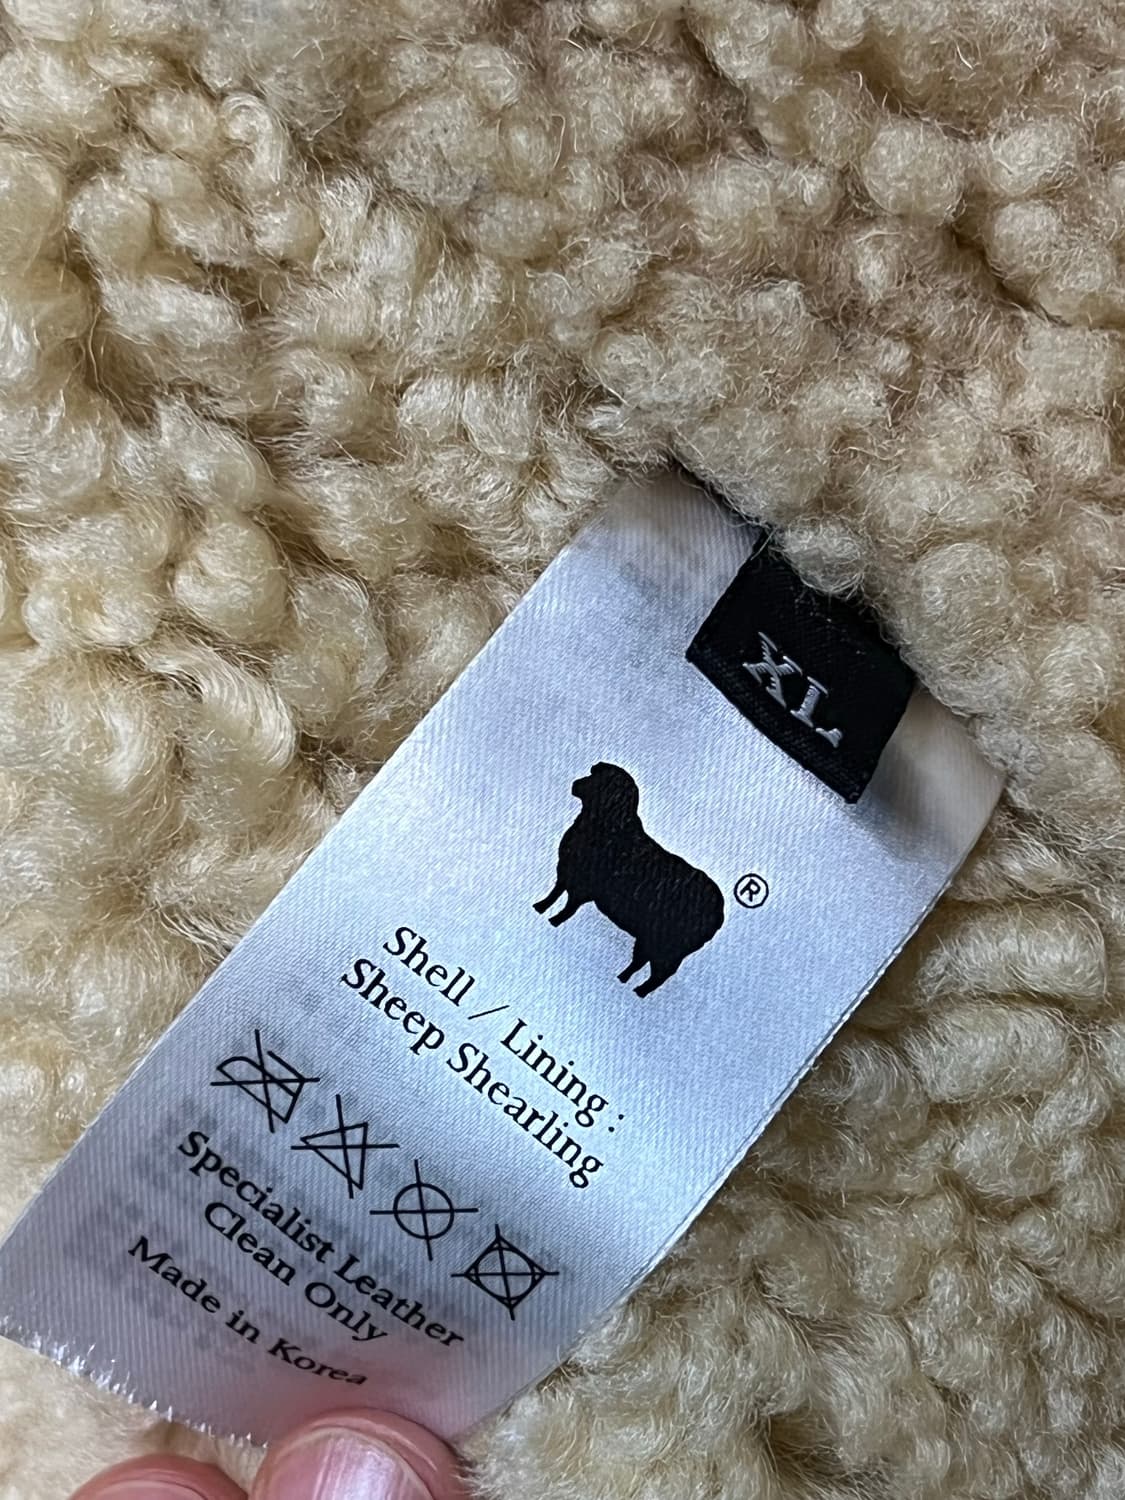 XL
®
Shell / Lining :
Sheep Shearling
Specialist Leather
Clean Only
Made in Korea